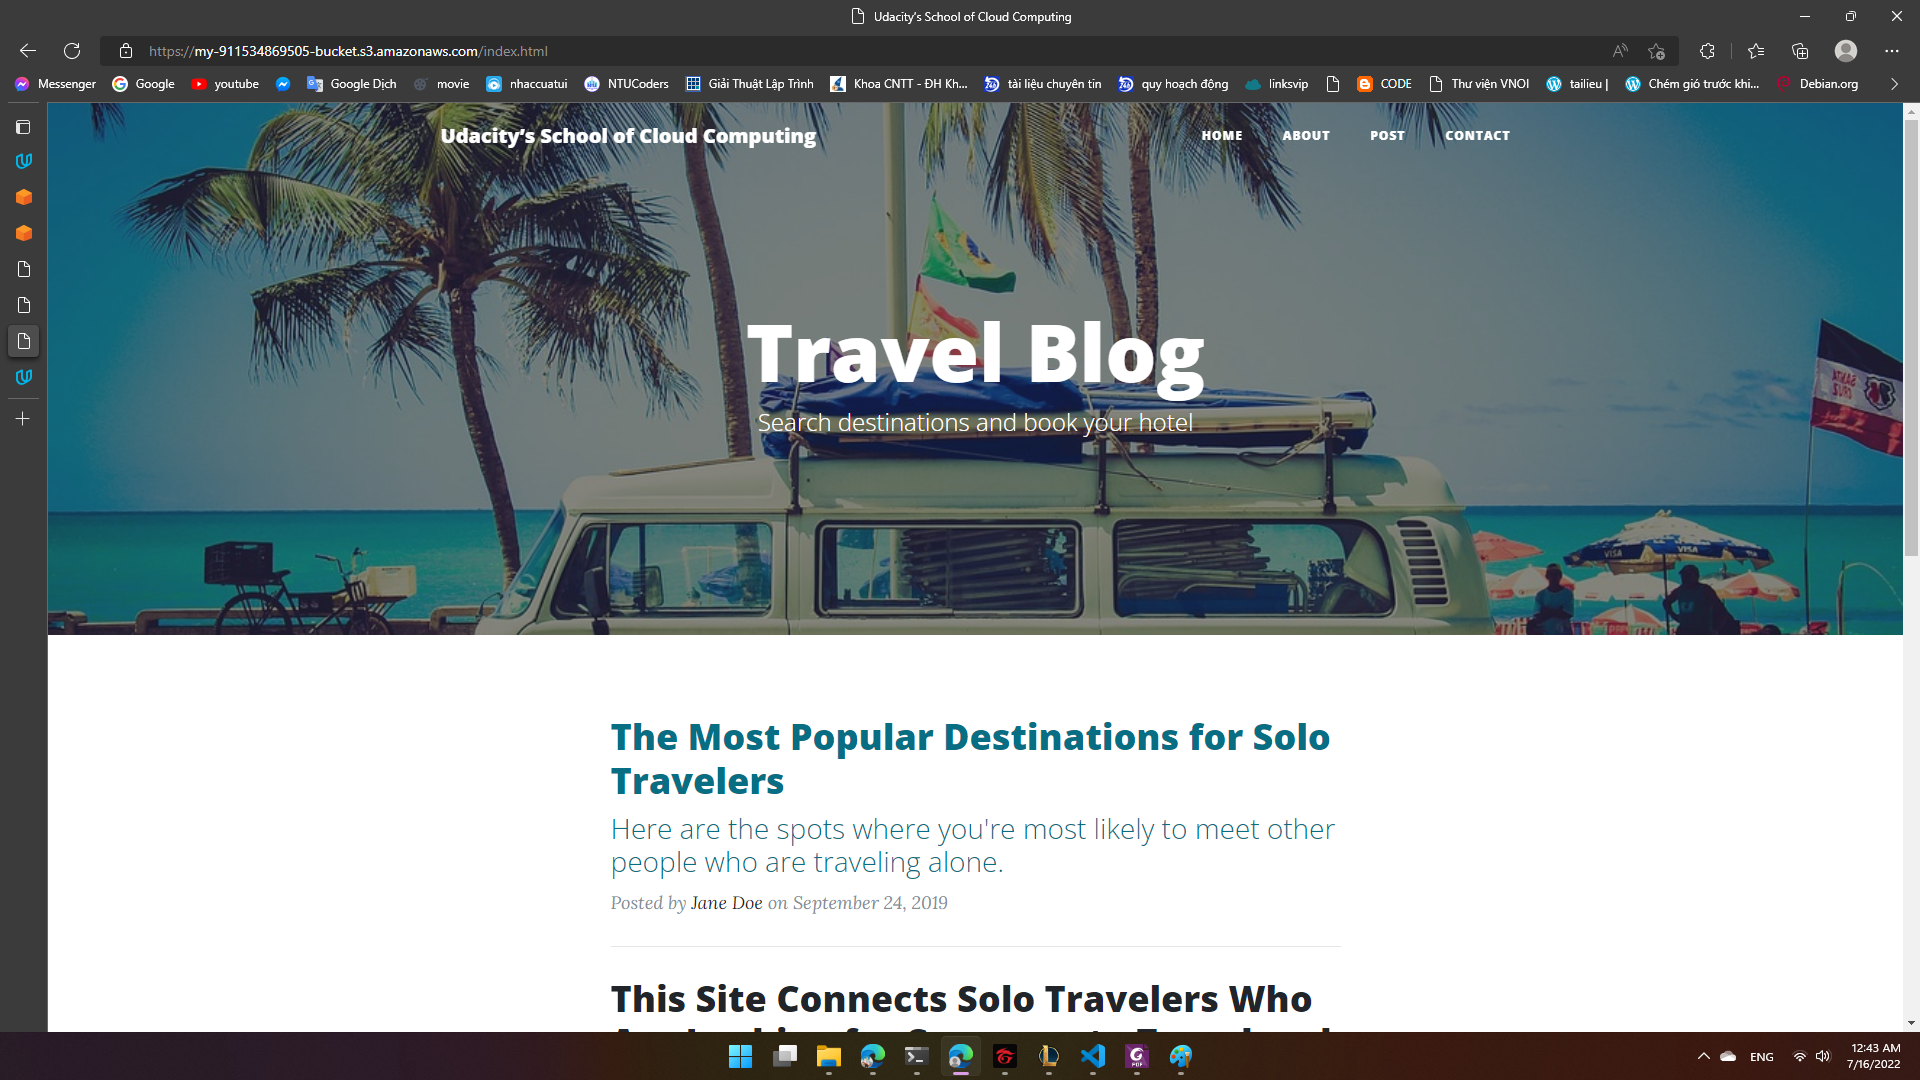 Udacity's School of Cloud Computing
https://my-911534869505-bucket.s3.amazonaws.com/index.html
Messenger Google youtube Google Dịch movie nhaccuatui NTUCoders Giải Thuật Lập Trình Khoa CNTT - ĐH Kh... tài liệu chuyên tin quy hoạch động linksvip CODE Thư viện VNOI tailieu | Chém gió trước khi... Debian.org
Udacity’s School of Cloud Computing HOME ABOUT POST CONTACT
Travel Blog
Search destinations and book your hotel
VISA VISA
The Most Popular Destinations for Solo
Travelers
Here are the spots where you're most likely to meet other
people who are traveling alone.
Posted by Jane Doe on September 24, 2019
This Site Connects Solo Travelers Who
ENG
12:43 AM
7/16/2022